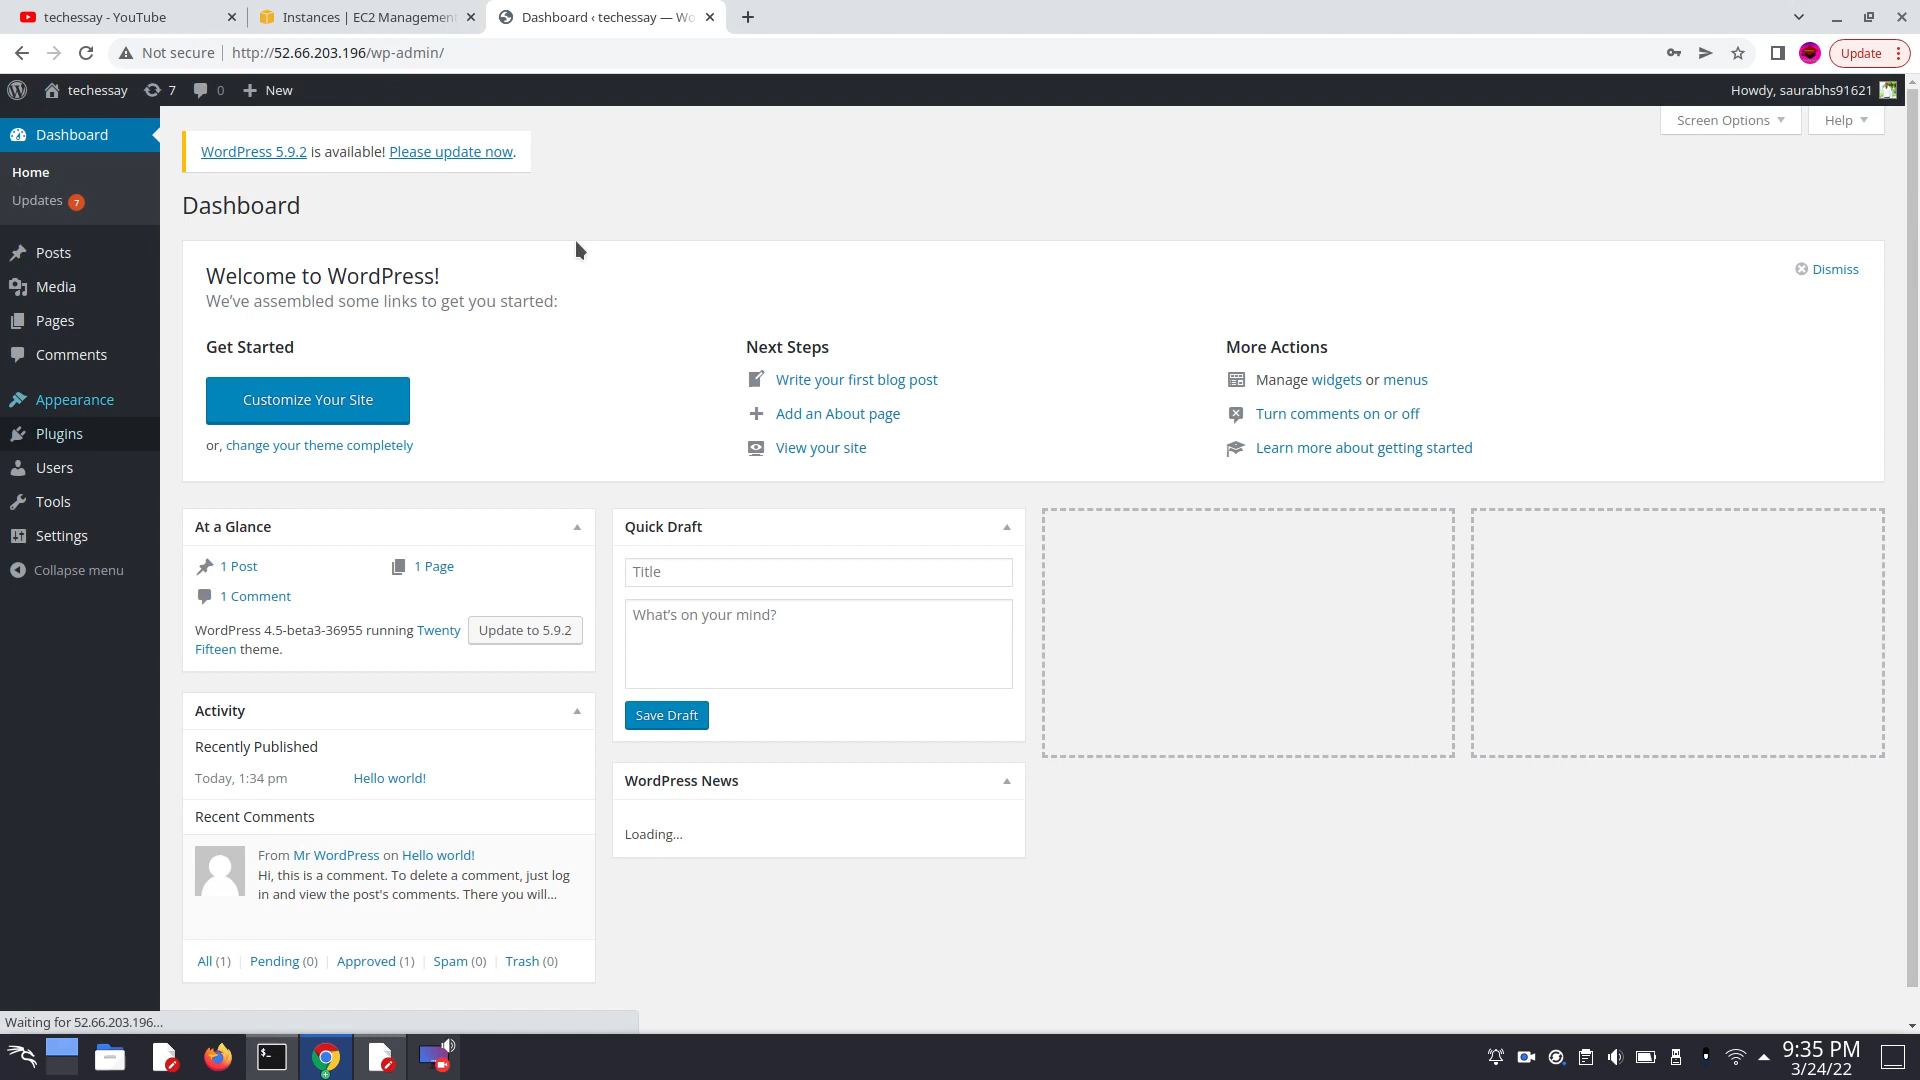 techessay - YouTube
Instances | EC2 Management
Dashboard ‹ techessay — Wo
Not secure
http://52.66.203.196/wp-admin/
Update
techessay
7
0
New
Howdy, saurabhs91621
Dashboard
Home
Updates 7
Posts
Media
Pages
Comments
Appearance
Plugins
Users
Tools
Settings
Collapse menu
Screen Options
Help
WordPress 5.9.2 is available! Please update now.
Dashboard
Welcome to WordPress!
We've assembled some links to get you started:
Dismiss
Get Started
Customize Your Site
or, change your theme completely
Next Steps
Write your first blog post
Add an About page
View your site
More Actions
Manage widgets or menus
Turn comments on or off
Learn more about getting started
At a Glance
1 Post
1 Page
1 Comment
WordPress 4.5-beta3-36955 running Twenty
Fifteen theme.
Update to 5.9.2
Activity
Recently Published
Today, 1:34 pm
Hello world!
Recent Comments
From Mr WordPress on Hello world!
Hi, this is a comment. To delete a comment, just log
in and view the post's comments. There you will...
All (1) | Pending (0) | Approved (1) | Spam (0) | Trash (0)
Quick Draft
Title
What's on your mind?
Save Draft
WordPress News
Loading...
Waiting for 52.66.203.196...
9:35 PM
3/24/22